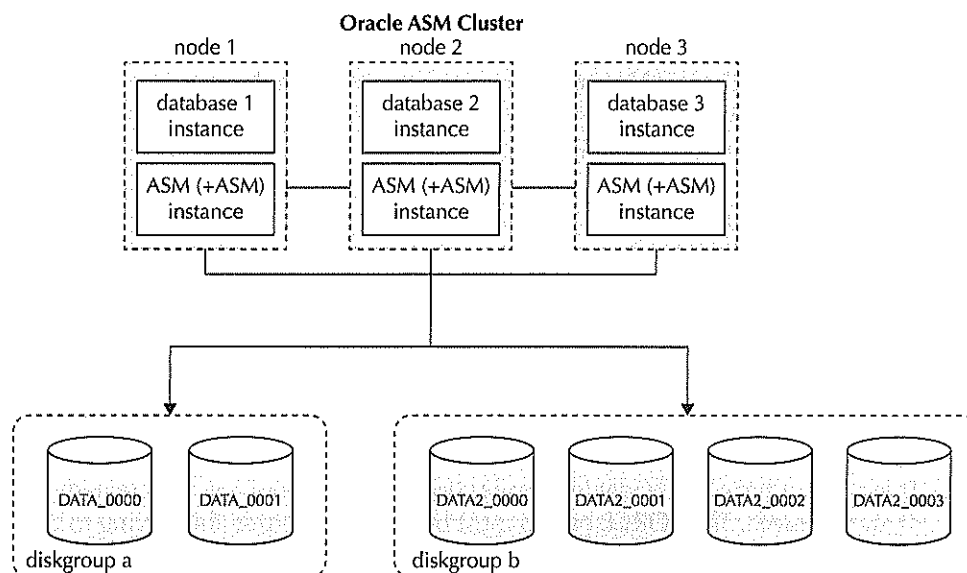 Oracle ASM Cluster
node 1
node 2
node 3
database 1
instance
database 2
instance
database 3
instance
ASM (+ASM)
instance
ASM (+ASM)
instance
ASM (+ASM)
instance
DATA_0000
DATA_0001
DATA2_0000
DATA2_0001
DATA2_0002
DATA2_0003
diskgroup a
diskgroup b